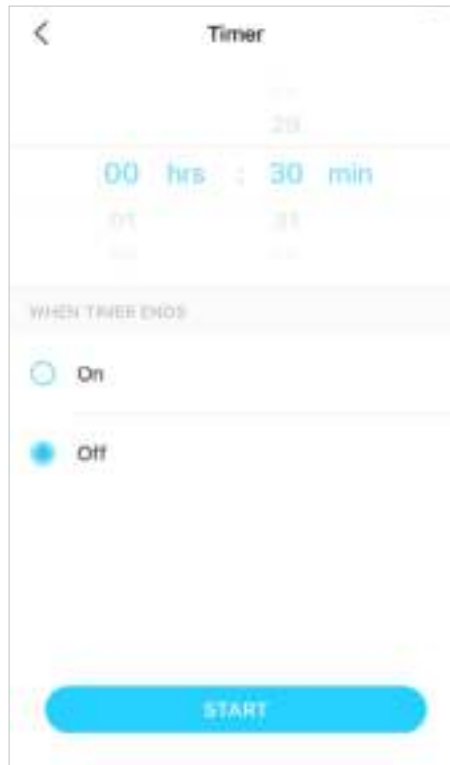 Timer
29
00 hrs : 30 min
01 31
WHEN TIMER ENDS
On
Off
START